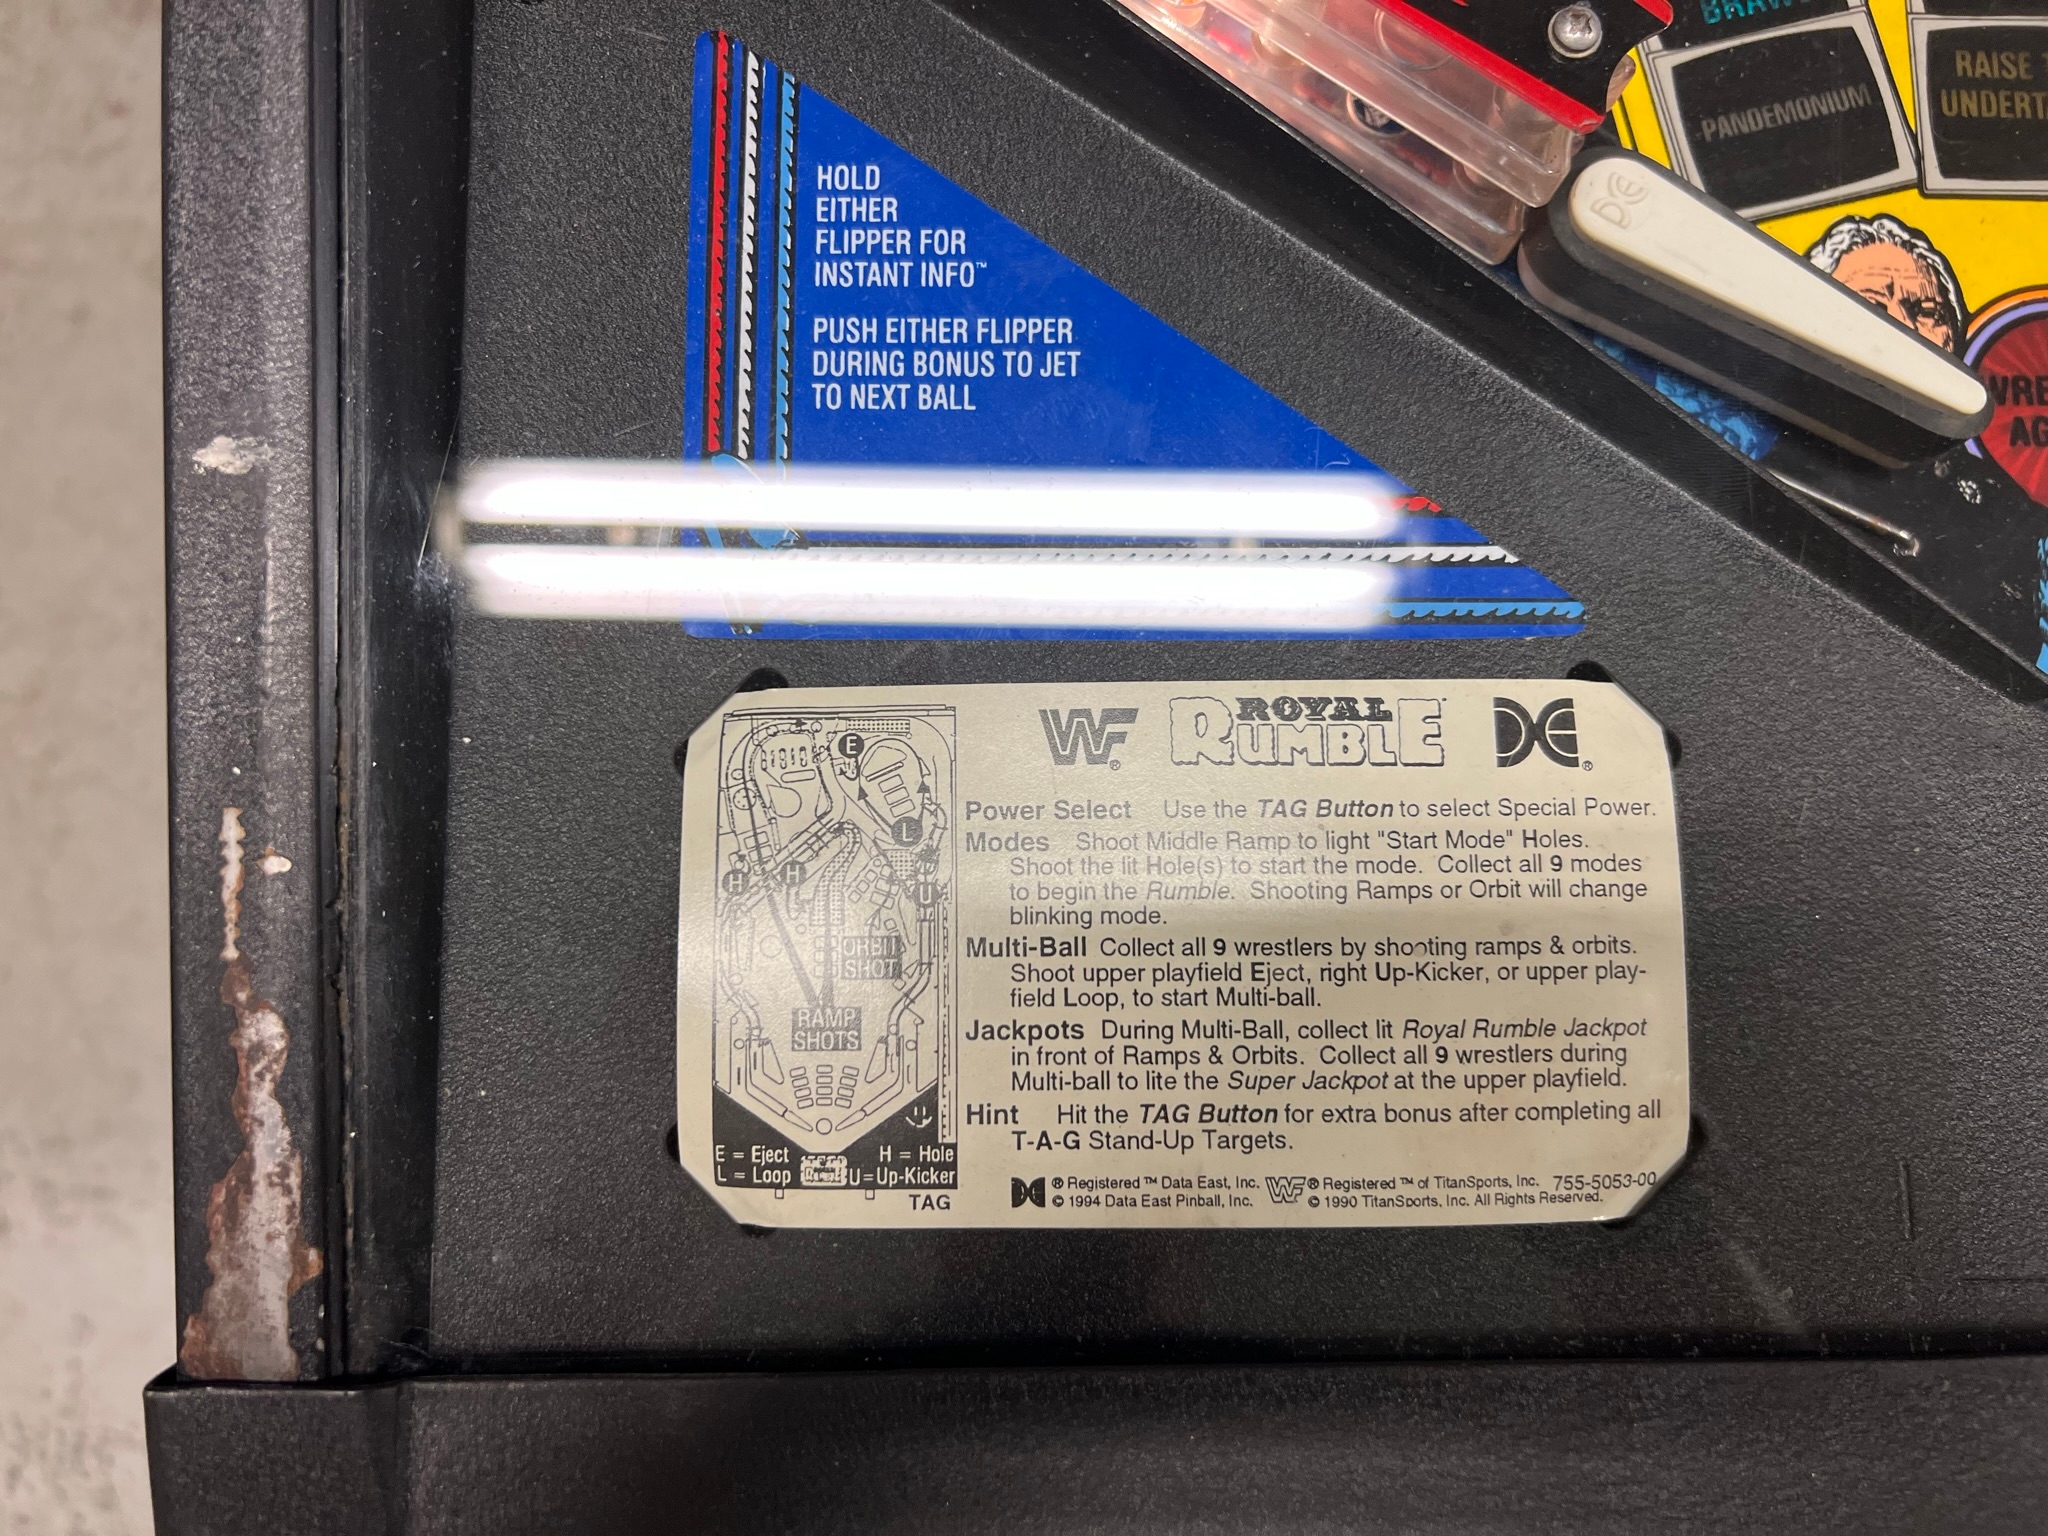 HOLD
EITHER
FLIPPER FOR
INSTANT INFO™
PUSH EITHER FLIPPER
DURING BONUS TO JET
TO NEXT BALL
PANDEMONIUM
RAISE
DE
WF®
ROYAL
RUMBLE™
DE®
E
L
H
H
U
ORBIT
SHOT
RAMP
SHOTS
E = Eject
H = Hole
L = Loop
U=Up-Kicker
TAG
Power Select Use the TAG Button to select Special Power.
Modes Shoot Middle Ramp to light "Start Mode" Holes.
Shoot the lit Hole(s) to start the mode. Collect all 9 modes
to begin the Rumble. Shooting Ramps or Orbit will change
blinking mode.
Multi-Ball Collect all 9 wrestlers by shooting ramps & orbits.
Shoot upper playfield Eject, right Up-Kicker, or upper play-
field Loop, to start Multi-ball.
Jackpots During Multi-Ball, collect lit Royal Rumble Jackpot
in front of Ramps & Orbits. Collect all 9 wrestlers during
Multi-ball to lite the Super Jackpot at the upper playfield.
Hint Hit the TAG Button for extra bonus after completing all
T-A-G Stand-Up Targets.
DE ® Registered ™ Data East, Inc. WF ® Registered ™ of TitanSports, Inc. 755-5053-00
© 1994 Data East Pinball, Inc. © 1990 TitanSports, Inc. All Rights Reserved.